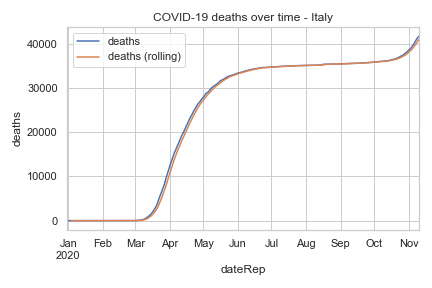 COVID-19 deaths over time - Italy
deaths
deaths (rolling)
40000
30000
20000
10000
0
deaths
Jan Feb Mar Apr May Jun Jul Aug Sep Oct Nov
2020
dateRep